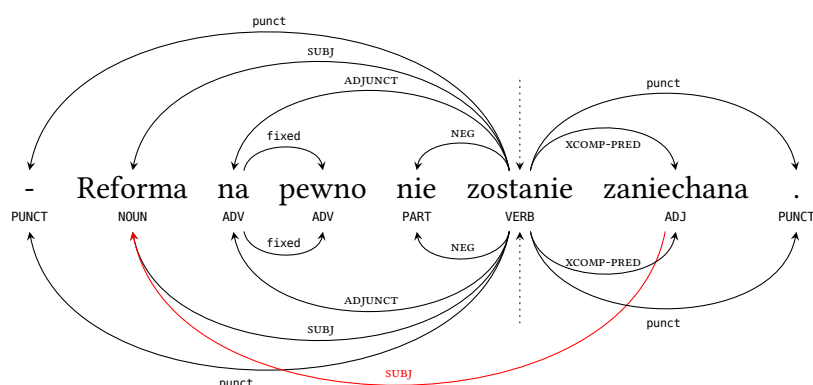 punct
SUBJ
ADJUNCT
punct
fixed
NEG
XCOMP-PRED
- Reforma na pewno nie zostanie zaniechana .
PUNCT NOUN ADV ADV PART VERB ADJ PUNCT
fixed
NEG
XCOMP-PRED
ADJUNCT
punct
SUBJ
SUBJ
punct